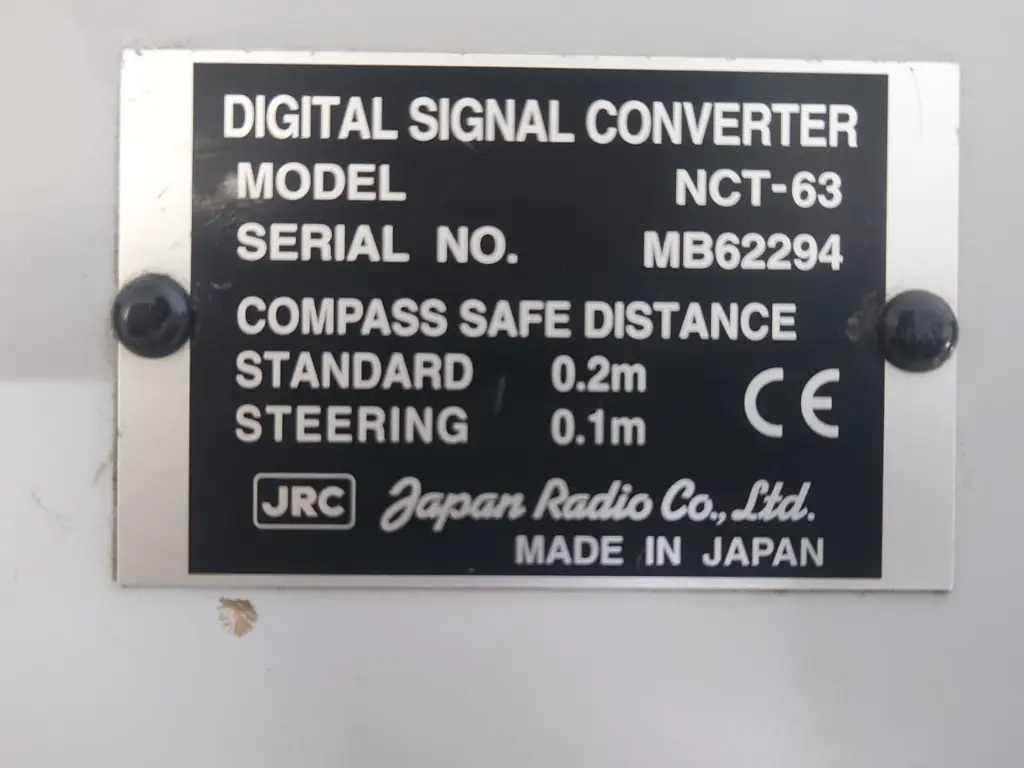 DIGITAL SIGNAL CONVERTER
MODEL NCT-63
SERIAL NO. MB62294
COMPASS SAFE DISTANCE
STANDARD 0.2m
STEERING 0.1m
CE
JRC Japan Radio Co., Ltd.
MADE IN JAPAN